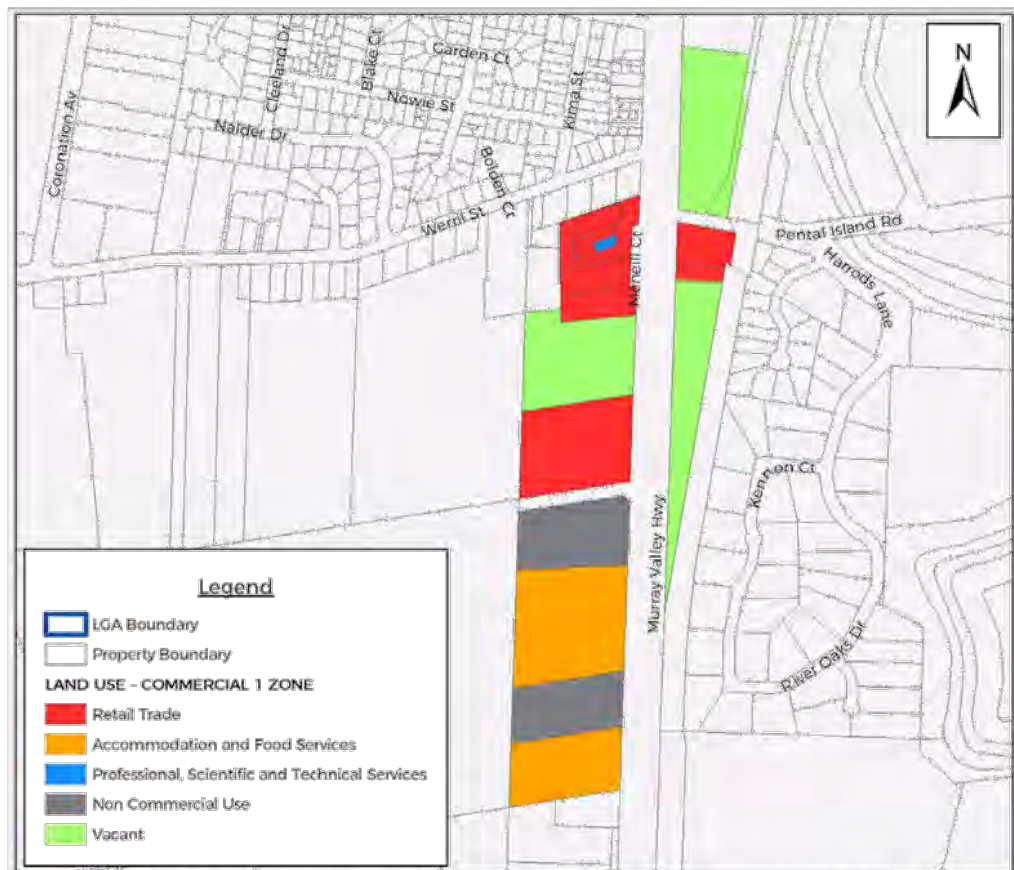 N
Garden Ct
Blake Ct
Cleeland Dr
Nowie St
Kima St
Coronation Av
Nalder Dr
Bolden Ct
Werril St
Pental Island Rd
Harrods Lane
Mcneill Ct
Kennon Ct
Murray Valley Hwy
River Oaks Dr
Legend
LGA Boundary
Property Boundary
LAND USE - COMMERCIAL 1 ZONE
Retail Trade
Accommodation and Food Services
Professional, Scientific and Technical Services
Non Commercial Use
Vacant